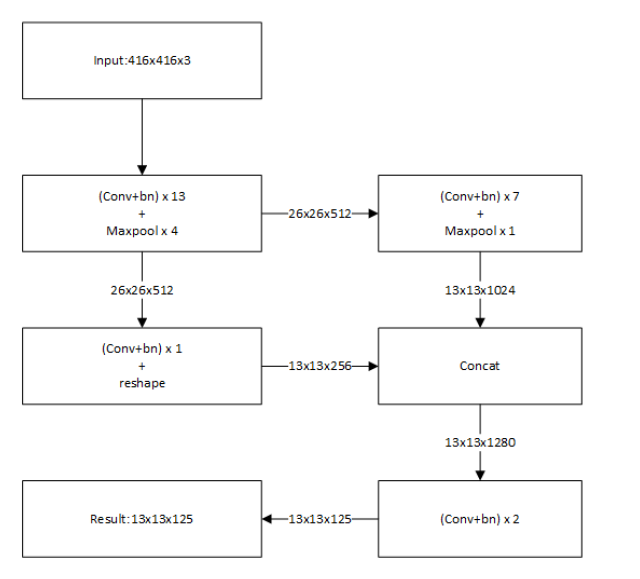 Input:416x416x3
(Conv+bn) x 13
+
Maxpool x 4
26x26x512
(Conv+bn) x 7
+
Maxpool x 1
26x26x512
13x13x1024
(Conv+bn) x 1
+
reshape
13x13x256
Concat
13x13x1280
Result:13x13x125
13x13x125
(Conv+bn) x 2